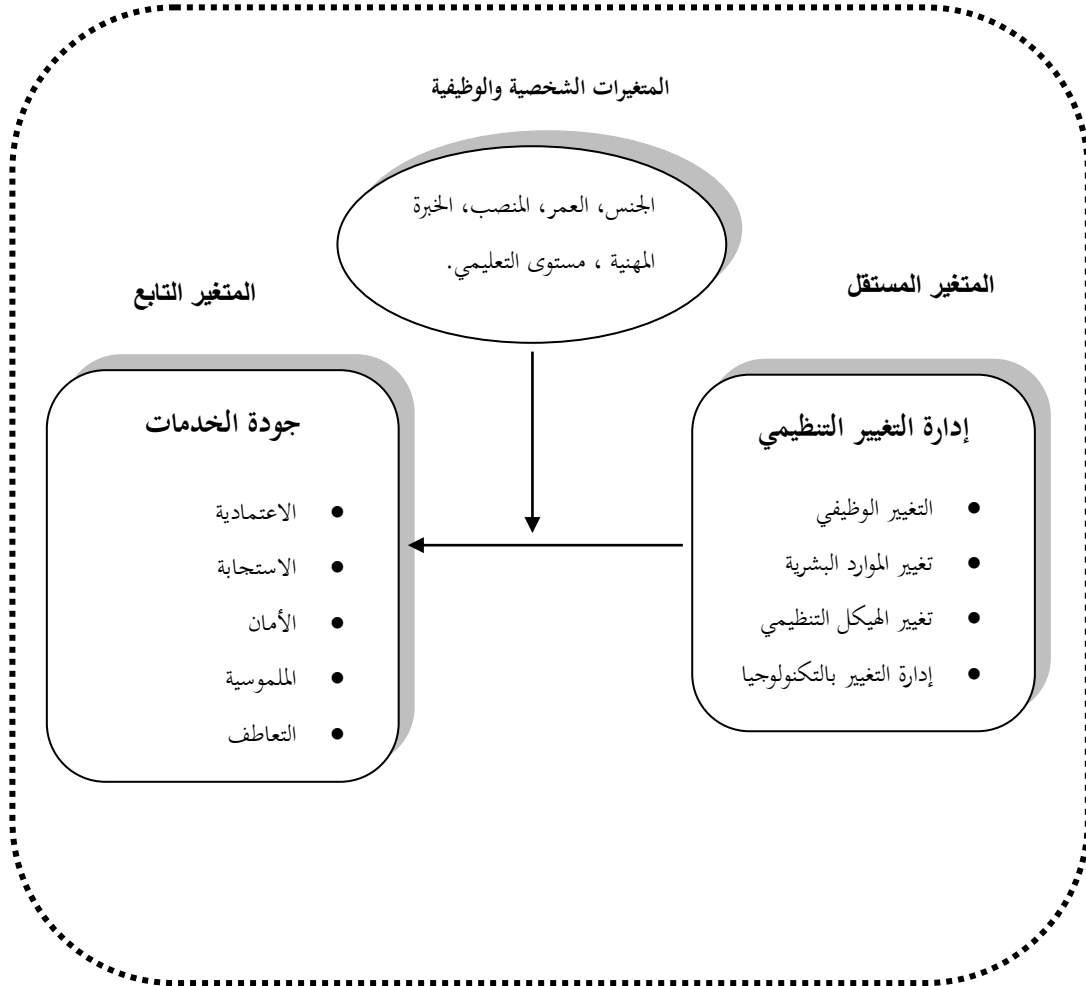 المتغيرات الشخصية والوظيفية
الجنس، العمر، المنصب، الخبرة
المهنية ، مستوى التعليمي.
المتغير المستقل
إدارة التغيير التنظيمي
● التغيير الوظيفي
● تغيير الموارد البشرية
● تغيير الهيكل التنظيمي
● إدارة التغيير بالتكنولوجيا
المتغير التابع
جودة الخدمات
● الاعتمادية
● الاستجابة
● الأمان
● الملموسية
● التعاطف